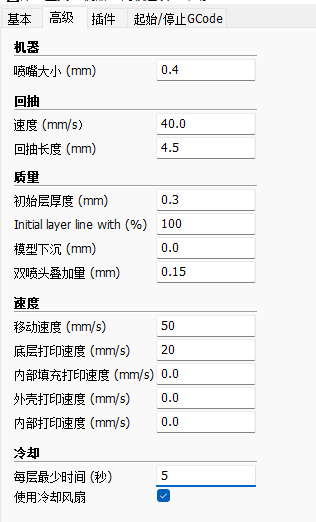 基本 高级 插件 起始/停止GCode
机器
喷嘴大小 (mm) 0.4
回抽
速度 (mm/s) 40.0
回抽长度 (mm) 4.5
质量
初始层厚度 (mm) 0.3
Initial layer line with (%) 100
模型下沉 (mm) 0.0
双喷头叠加量 (mm) 0.15
速度
移动速度 (mm/s) 50
底层打印速度 (mm/s) 20
内部填充打印速度 (mm/s) 0.0
外壳打印速度 (mm/s) 0.0
内部打印速度 (mm/s) 0.0
冷却
每层最少时间 (秒) 5
使用冷却风扇